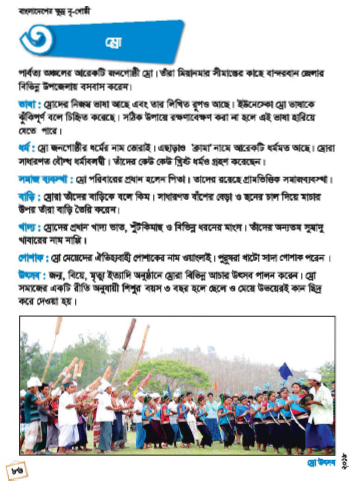 বাংলাদেশের ক্ষুদ্র নৃ-গোষ্ঠী
৩
ম্রো
পার্বত্য অঞ্চলের আরেকটি জনগোষ্ঠী ম্রো। তাঁরা মিয়ানমার সীমান্তের কাছে বান্দরবান জেলার
বিভিন্ন উপজেলায় বসবাস করেন।
ভাষা : ম্রোদের নিজস্ব ভাষা আছে এবং তার লিখিত রূপও আছে। ইউনেস্কো ম্রো ভাষাকে
ঝুঁকিপূর্ণ বলে চিহ্নিত করেছে। সঠিক উপায়ে রক্ষণাবেক্ষণ করা না হলে এই ভাষা হারিয়ে
যেতে পারে।
ধর্ম : ম্রো জনগোষ্ঠীর ধর্মের নাম তোরাই। এছাড়াও 'ক্রামা' নামে আরেকটি ধর্মমত আছে। ম্রোরা
সাধারণত বৌদ্ধ ধর্মাবলম্বী। তাঁদের কেউ কেউ খ্রিষ্ট ধর্মও গ্রহণ করেছেন।
সমাজ ব্যবস্থা : ম্রো পরিবারের প্রধান হলেন পিতা। তাদের রয়েছে গ্রামভিত্তিক সমাজব্যবস্থা।
বাড়ি : ম্রোরা তাঁদের বাড়িকে বলে কিম। সাধারণত বাঁশের বেড়া ও ছনের চাল দিয়ে মাচার
উপর তাঁরা বাড়ি তৈরি করেন।
খাদ্য : ম্রোদের প্রধান খাদ্য ভাত, শুঁটকিমাছ ও বিভিন্ন ধরনের মাংস। তাঁদের অন্যতম সুস্বাদু
খাবারের নাম নাপ্পি।
পোশাক : ম্রো মেয়েদের ঐতিহ্যবাহী পোশাকের নাম ওয়াংলাই। পুরুষরা খাটো সাদা পোশাক পরেন ।
উৎসব : জন্ম, বিয়ে, মৃত্যু ইত্যাদি অনুষ্ঠানে ম্রোরা বিভিন্ন আচার উৎসব পালন করেন। ম্রো
সমাজের একটি রীতি অনুযায়ী শিশুর বয়স ৩ বছর হলে ছেলে ও মেয়ে উভয়েরই কান ছিদ্র
করে দেওয়া হয়।
ম্রো উৎসব
৮৬
২০১৮